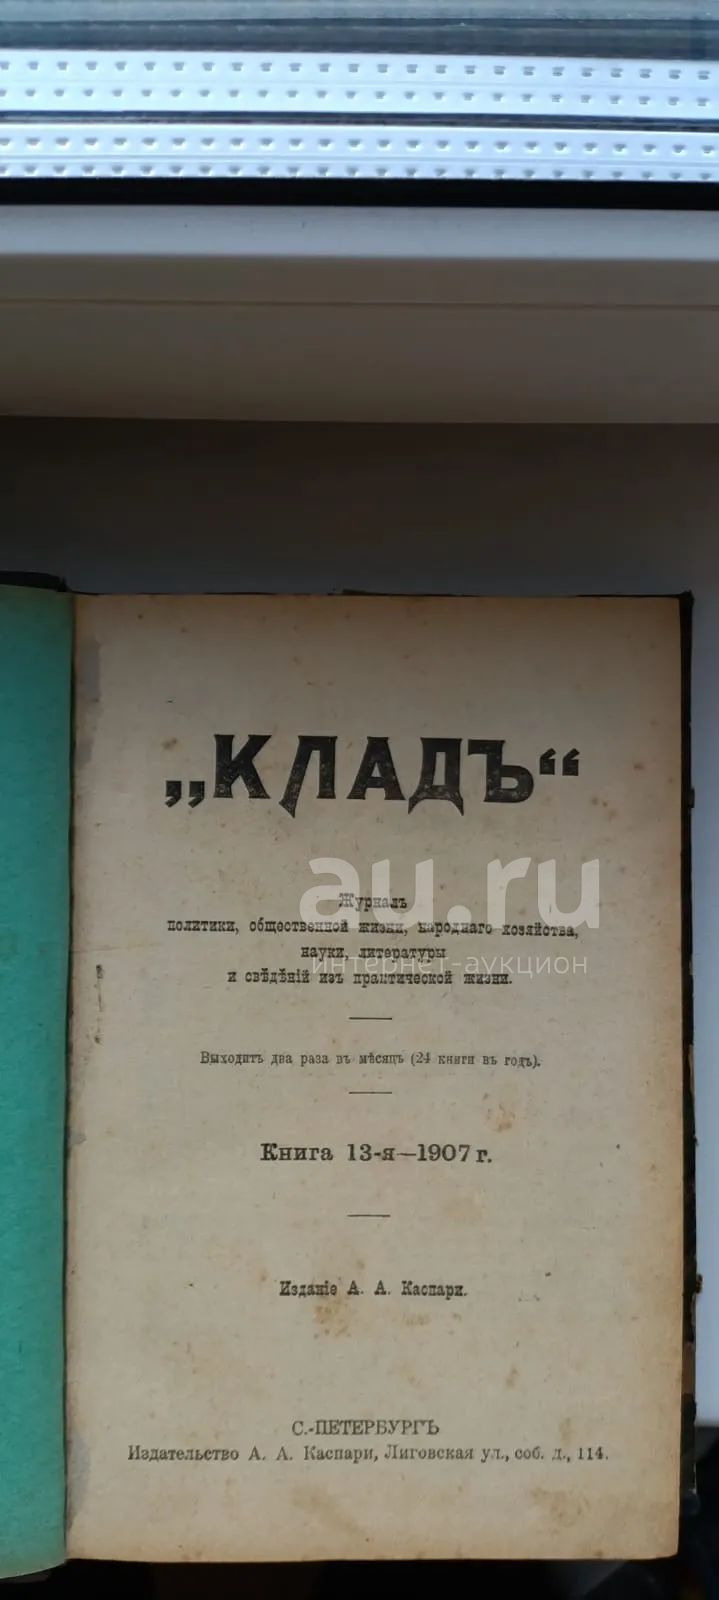 „КЛАДЪ“
au.ru
Журналъ
политики, общественной жизни, народнаго хозяйства,
науки, литературы
интернет-аукцион
и свѣдѣній изъ практической жизни.
Выходитъ два раза въ мѣсяцъ (24 книги въ годъ).
Книга 13-я—1907 г.
Изданіе А. А. Каспари.
С.-ПЕТЕРБУРГЪ
Издательство А. А. Каспари, Лиговская ул., соб. д., 114.